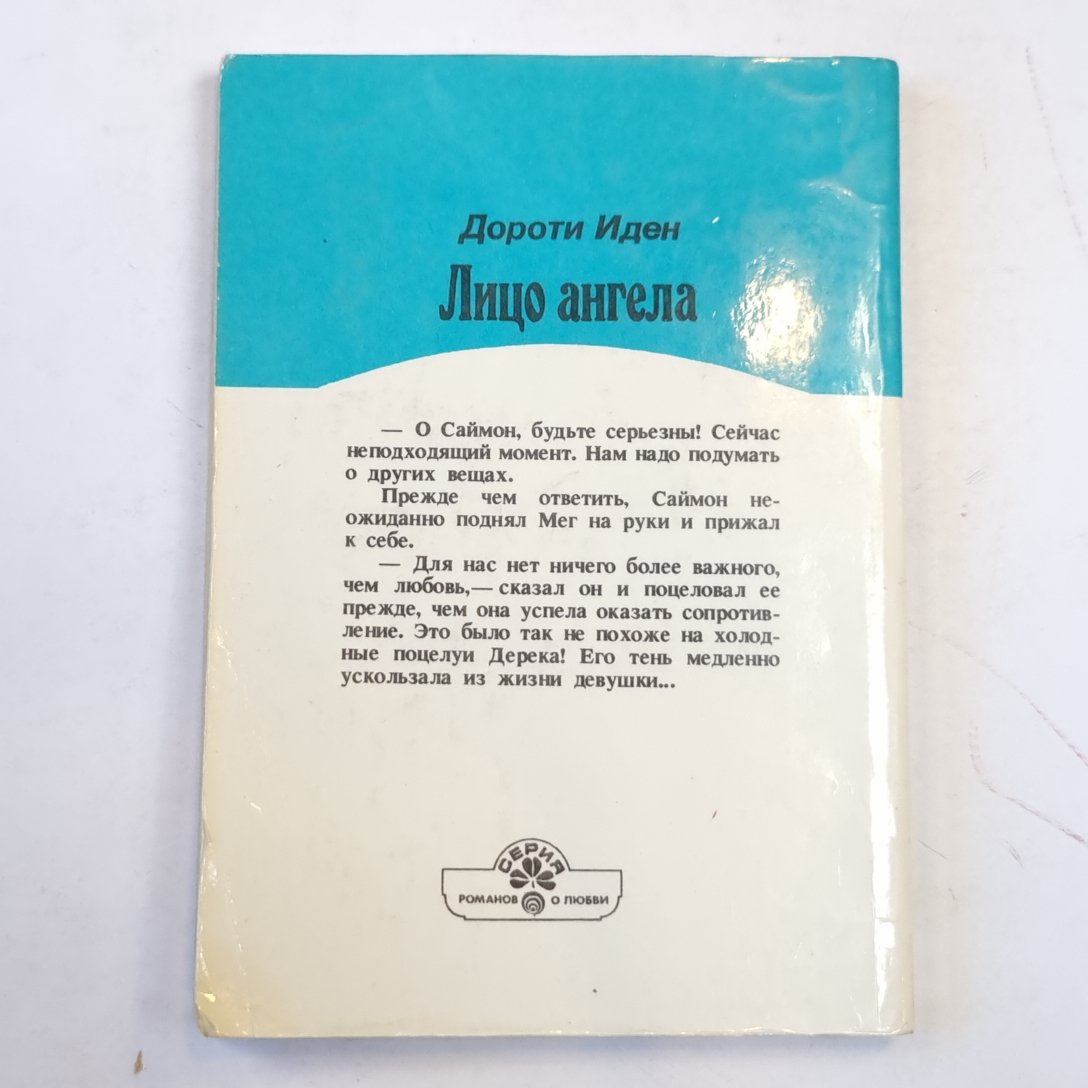 Дороти Иден
Лицо ангела
— О Саймон, будьте серьезны! Сейчас
неподходящий момент. Нам надо подумать
о других вещах.
Прежде чем ответить, Саймон не-
ожиданно поднял Мег на руки и прижал
к себе.
— Для нас нет ничего более важного,
чем любовь,— сказал он и поцеловал ее
прежде, чем она успела оказать сопротив-
ление. Это было так не похоже на холод-
ные поцелуи Дерека! Его тень медленно
ускользала из жизни девушки...
СЕРИЯ
РОМАНОВ О ЛЮБВИ